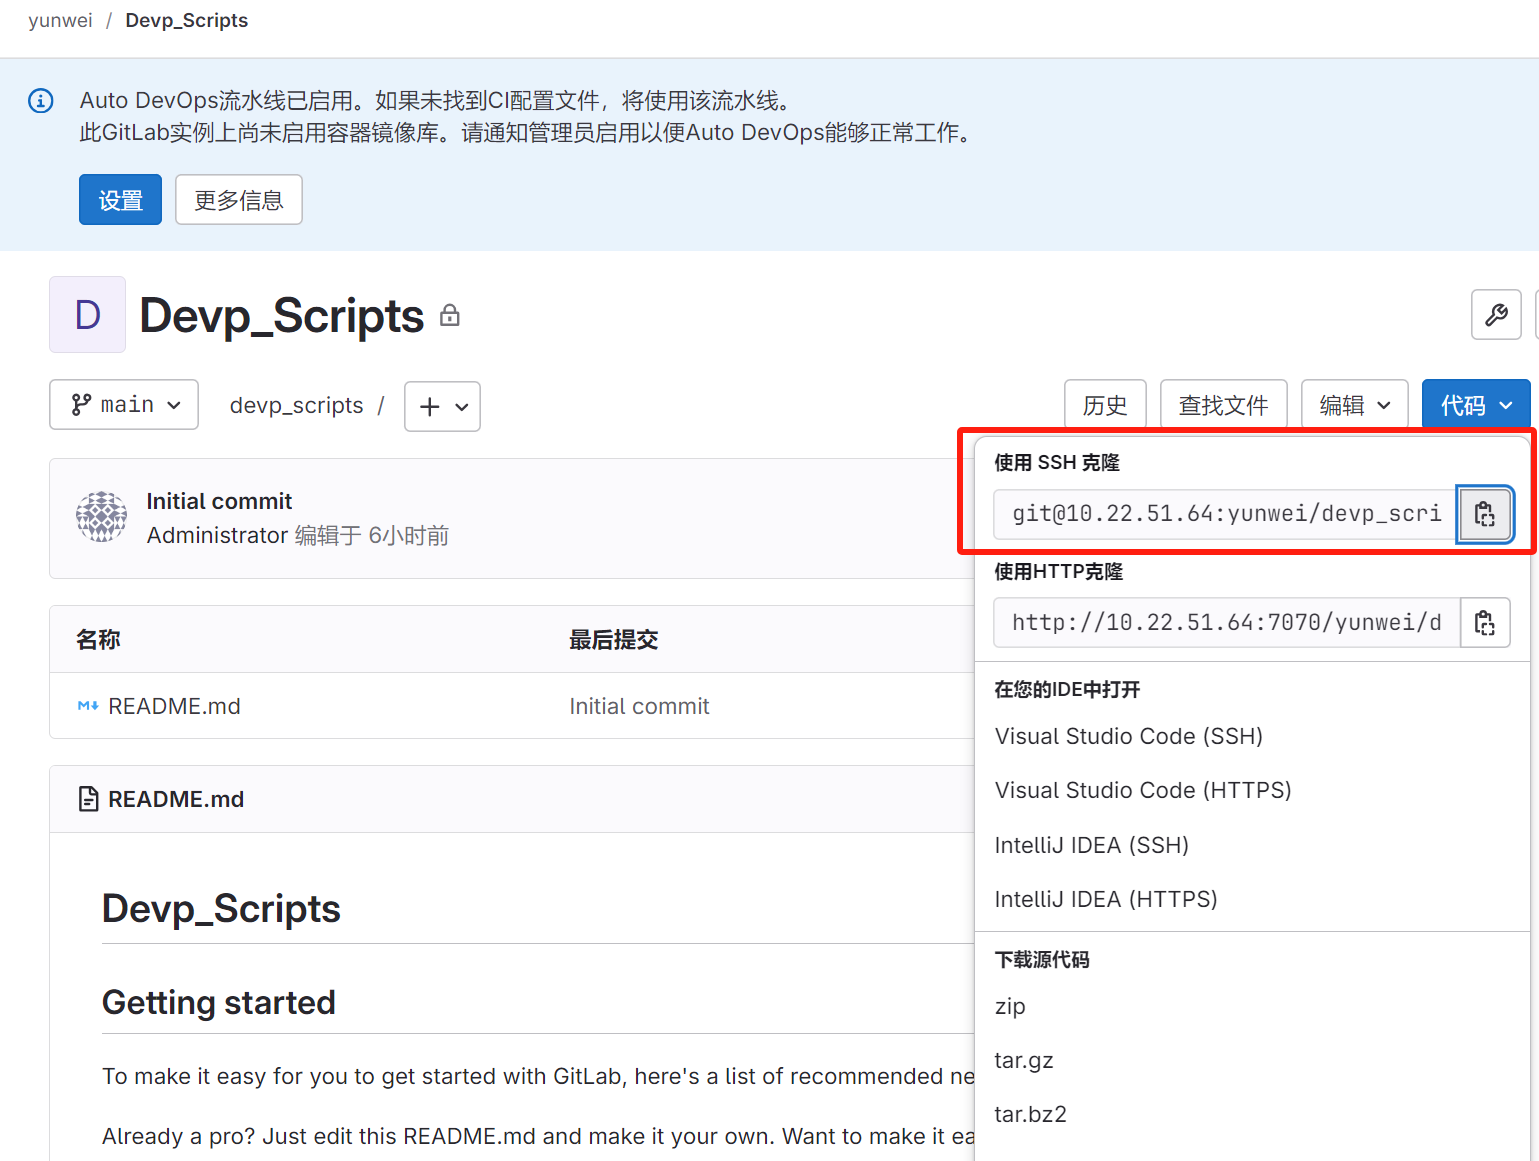 yunwei / Devp_Scripts
Auto DevOps流水线已启用。如果未找到CI配置文件，将使用该流水线。
此GitLab实例上尚未启用容器镜像库。请通知管理员启用以便Auto DevOps能够正常工作。
设置 更多信息
D Devp_Scripts
main devp_scripts / +
历史 查找文件 编辑 代码
Initial commit
Administrator 编辑于 6小时前
名称 最后提交
README.md Initial commit
README.md
Devp_Scripts
Getting started
To make it easy for you to get started with GitLab, here's a list of recommended ne
Already a pro? Just edit this README.md and make it your own. Want to make it ea
使用 SSH 克隆
git@10.22.51.64:yunwei/devp_scri
使用HTTP克隆
http://10.22.51.64:7070/yunwei/d
在您的IDE中打开
Visual Studio Code (SSH)
Visual Studio Code (HTTPS)
IntelliJ IDEA (SSH)
IntelliJ IDEA (HTTPS)
下载源代码
zip
tar.gz
tar.bz2